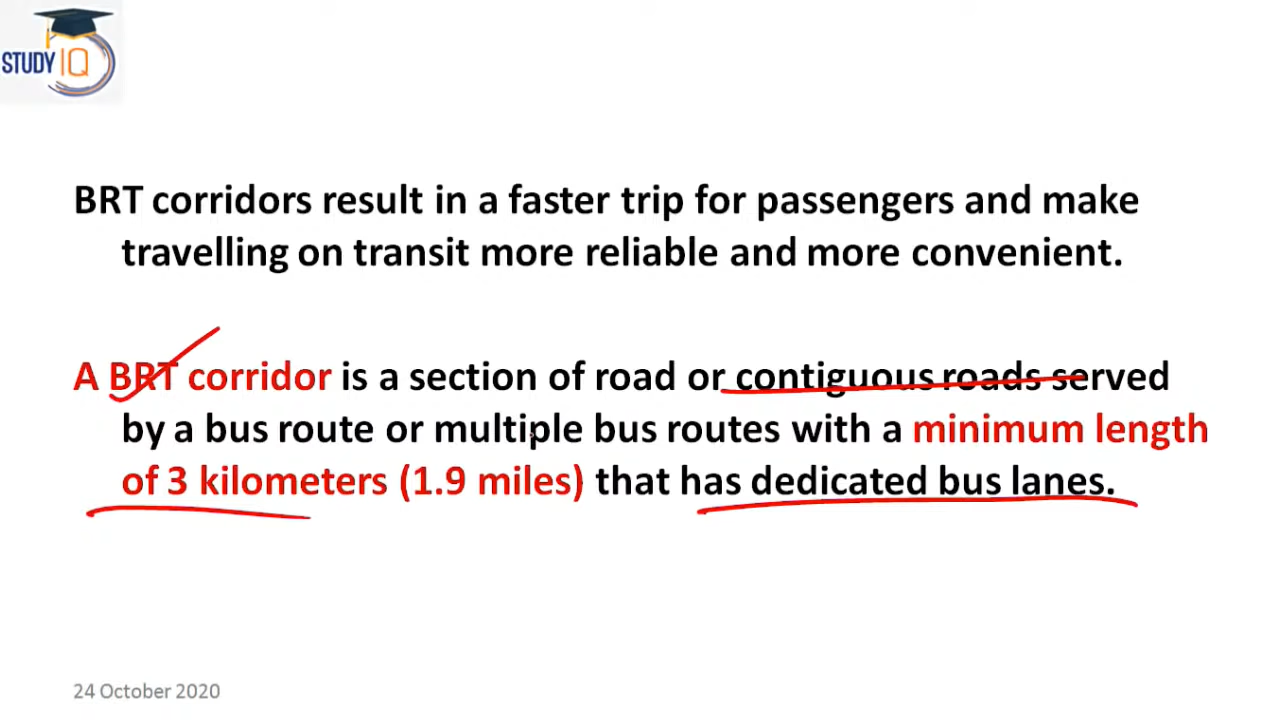 STUDY IQ
BRT corridors result in a faster trip for passengers and make
travelling on transit more reliable and more convenient.
A BRT corridor is a section of road or contiguous roads served
by a bus route or multiple bus routes with a minimum length
of 3 kilometers (1.9 miles) that has dedicated bus lanes.
24 October 2020